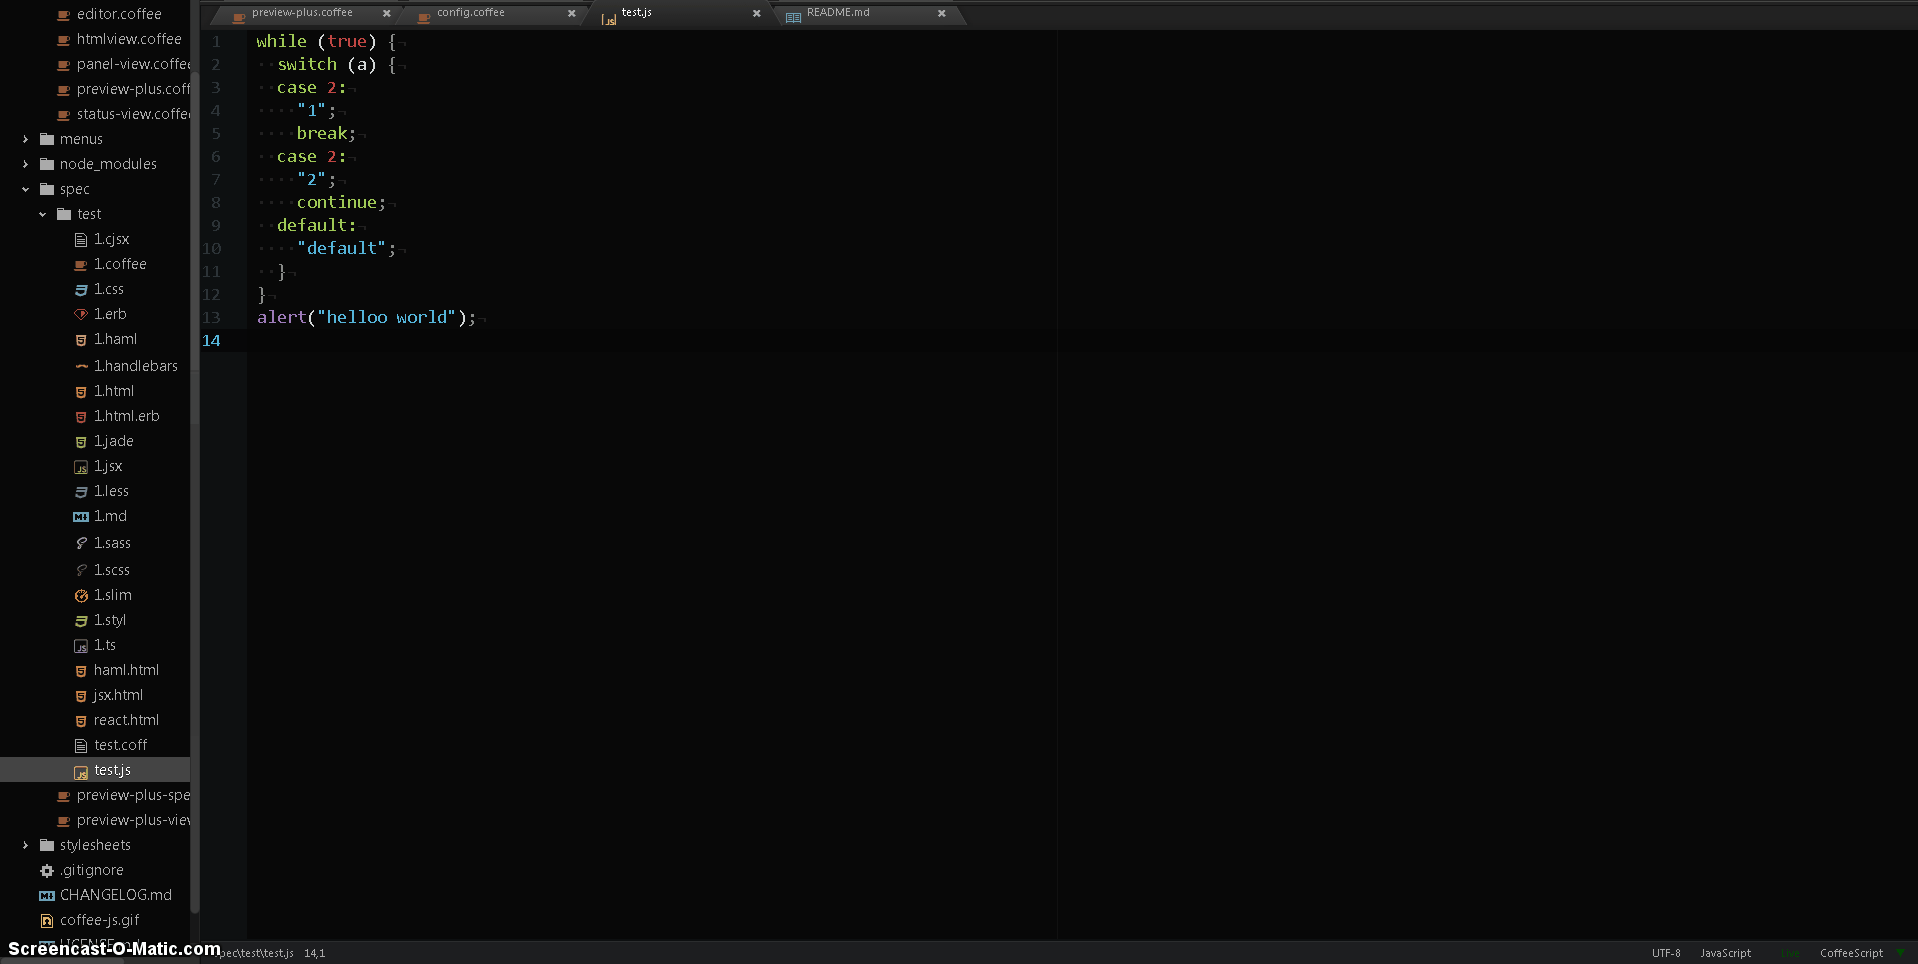 editor.coffee
htmlview.coffee
panel-view.coffee
preview-plus.coff
status-view.coffee
menus
node_modules
spec
test
1.cjsx
1.coffee
1.css
1.erb
1.haml
1.handlebars
1.html
1.html.erb
1.jade
1.jsx
1.less
1.md
1.sass
1.scss
1.slim
1.styl
1.ts
haml.html
jsx.html
react.html
test.coff
test.js
preview-plus-spe
preview-plus-view
stylesheets
.gitignore
CHANGELOG.md
coffee-js.gif
Screencast-O-Matic.com
preview-plus.coffee
config.coffee
test.js
README.md
1 while (true) {
2 switch (a) {
3 case 2:
4 "1";
5 break;
6 case 2:
7 "2";
8 continue;
9 default:
10 "default";
11 }
12 }
13 alert("helloo world");
14
pec\test\test.js 14,1
UTF-8 JavaScript Live CoffeeScript